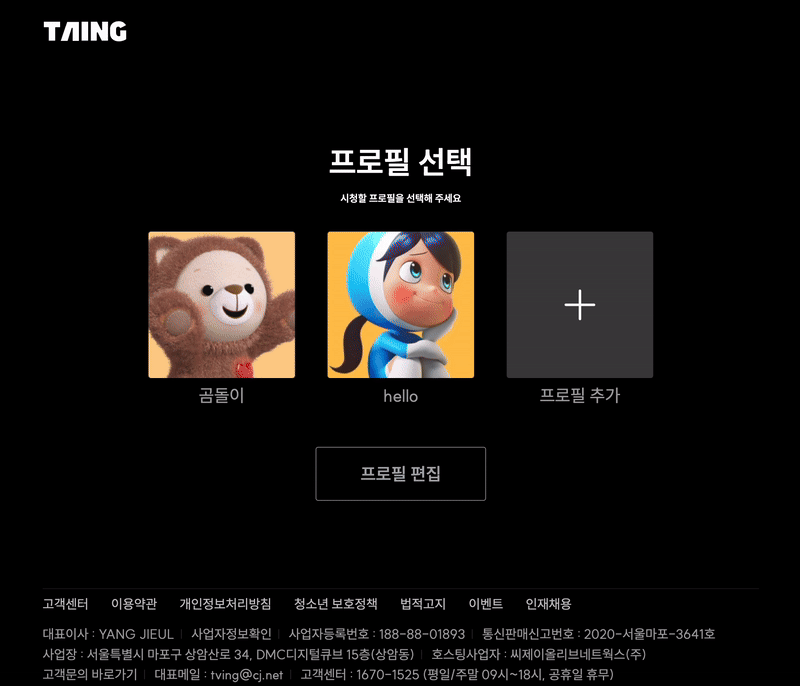 TAING
프로필 선택
시청할 프로필을 선택해 주세요
곰돌이
hello
프로필 추가
프로필 편집
고객센터 이용약관 개인정보처리방침 청소년 보호정책 법적고지 이벤트 인재채용
대표이사 : YANG JIEUL | 사업자정보확인 | 사업자등록번호 : 188-88-01893 | 통신판매신고번호 : 2020-서울마포-3641호
사업장 : 서울특별시 마포구 상암산로 34, DMC디지털큐브 15층(상암동) | 호스팅사업자 : 씨제이올리브네트웍스(주)
고객문의 바로가기 | 대표메일 : tving@cj.net | 고객센터 : 1670-1525 (평일/주말 09시~18시, 공휴일 휴무)